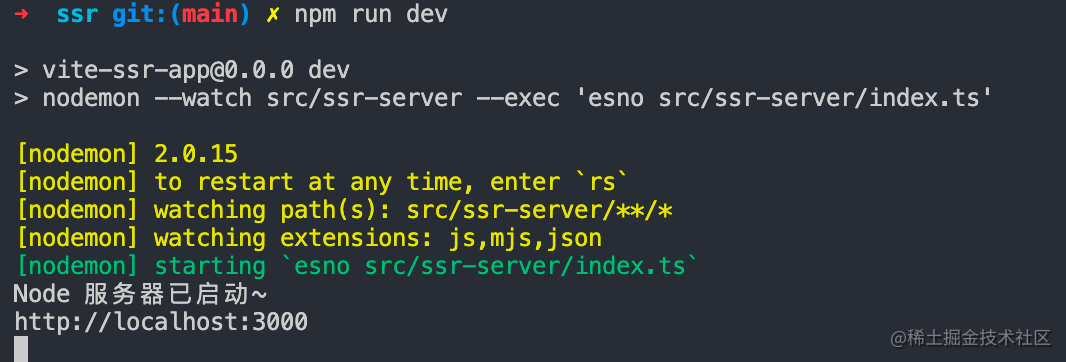 ➜ ssr git:(main) ✗ npm run dev
> vite-ssr-app@0.0.0 dev
> nodemon --watch src/ssr-server --exec 'esno src/ssr-server/index.ts'
[nodemon] 2.0.15
[nodemon] to restart at any time, enter `rs`
[nodemon] watching path(s): src/ssr-server/**/*
[nodemon] watching extensions: js,mjs,json
[nodemon] starting `esno src/ssr-server/index.ts`
Node 服务器已启动~
http://localhost:3000
@稀土掘金技术社区